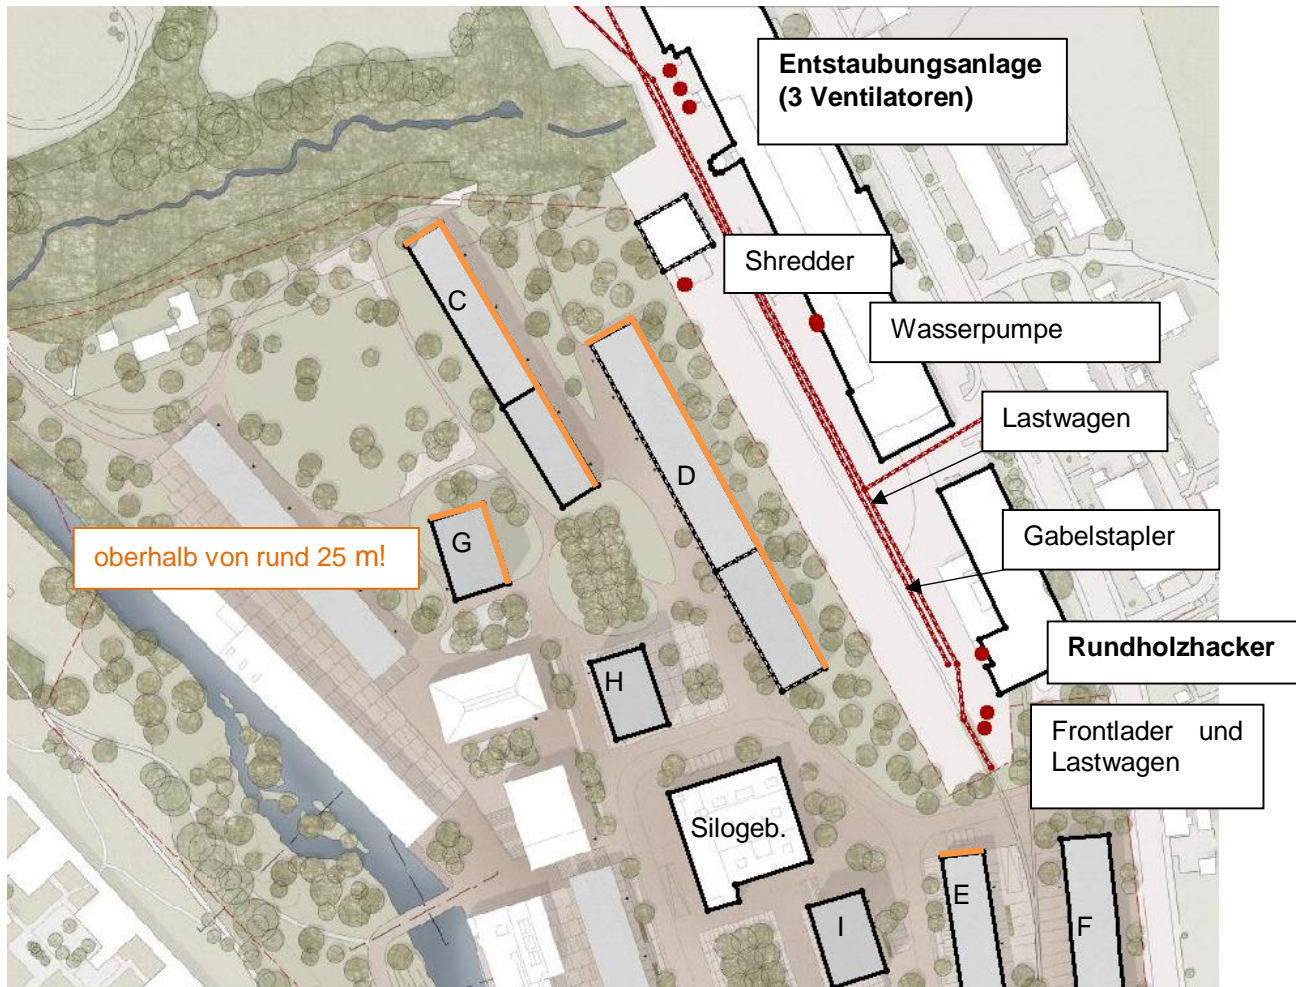 Entstaubungsanlage
(3 Ventilatoren)
Shredder
C
Wasserpumpe
Lastwagen
D
Gabelstapler
G
oberhalb von rund 25 m!
Rundholzhacker
H
Frontlader und
Lastwagen
Silogeb.
E
I
F